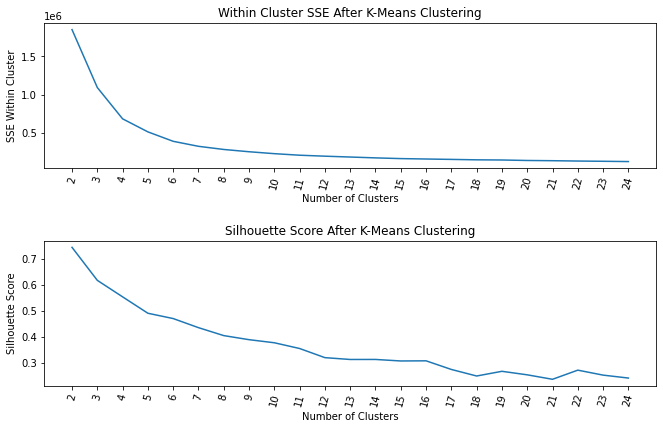 Within Cluster SSE After K-Means Clustering
1e6
SSE Within Cluster
1.5
1.0
0.5
2 3 4 5 6 7 8 9 10 11 12 13 14 15 16 17 18 19 20 21 22 23 24
Number of Clusters
Silhouette Score After K-Means Clustering
Silhouette Score
0.7
0.6
0.5
0.4
0.3
2 3 4 5 6 7 8 9 10 11 12 13 14 15 16 17 18 19 20 21 22 23 24
Number of Clusters